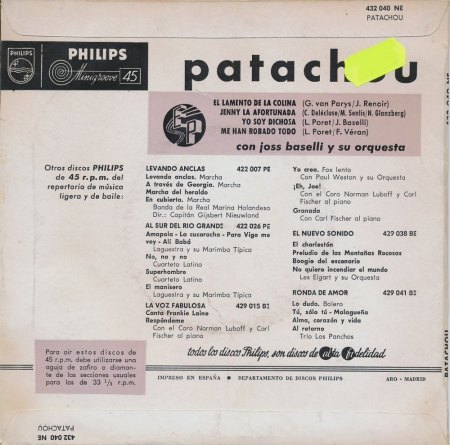 432 040 NE
PATACHOU
PHILIPS
PHILIPS
Minigroove 45
patachou
EL LAMENTO DE LA COLINA (G. van Parys/J. Renoir)
JENNY LA AFORTUNADA (C. Delécluse/M. Senlis/N. Glanzberg)
YO SOY DICHOSA (L. Poret/J. Baselli)
ME HAN ROBADO TODO (L. Poret/F. Véran)
con joss baselli y su orquesta
Otros discos PHILIPS
de 45 r. p. m. del
repertorio de música
ligera y de baile:
LEVANDO ANCLAS 422 007 PE
Levando anclas. Marcha
A través de Georgia. Marcha
Marcha del heraldo
En cubierta. Marcha
Banda de la Real Marina Holandesa
Dir.: Capitán Gijsbert Nieuwland
AL SUR DEL RIO GRANDE 422 026 PE
Amapola - La cucaracha - Para Vigo me
voy - Alí Babá
Laguestra y su Marimba Típica
No, no y no
Cuarteto Latino
Superhombre
Cuarteto Latino
El manisero
Laguestra y su Marimba Típica
LA VOZ FABULOSA 429 015 BE
Canta Frankie Laine
Respóndeme
Con el Coro Norman Luboff y Carl
Fischer al piano
Yo creo. Fox lento
Con Paul Weston y su Orquesta
¡Eh, Joe!
Con el Coro Norman Luboff y Carl
Fischer al piano
Granada
Con Carl Fischer al piano
EL NUEVO SONIDO 429 038 BE
El charlestón
Preludio de las Montañas Rocosas
Boogie del escenario
No quiero incendiar el mundo
Les Elgart y su Orquesta
RONDA DE AMOR 429 041 BE
Lo dudo. Bolero
Tú, sólo tú - Malagueña
Alma, corazón y vida
Al retorno
Trío Los Panchos
Para oir estos discos de
45 r.p.m. debe utilizarse una
aguja de zafiro o diaman-
te de las secciones usuales
para los de 33 1/3 r. p. m.
todos los discos Philips, son discos de alta fidelidad
IMPRESO EN ESPAÑA • DEPARTAMENTO DE DISCOS PHILIPS ARO - MADRID
432 040 NE
PATACHOU
432 040 NE
PATACHOU